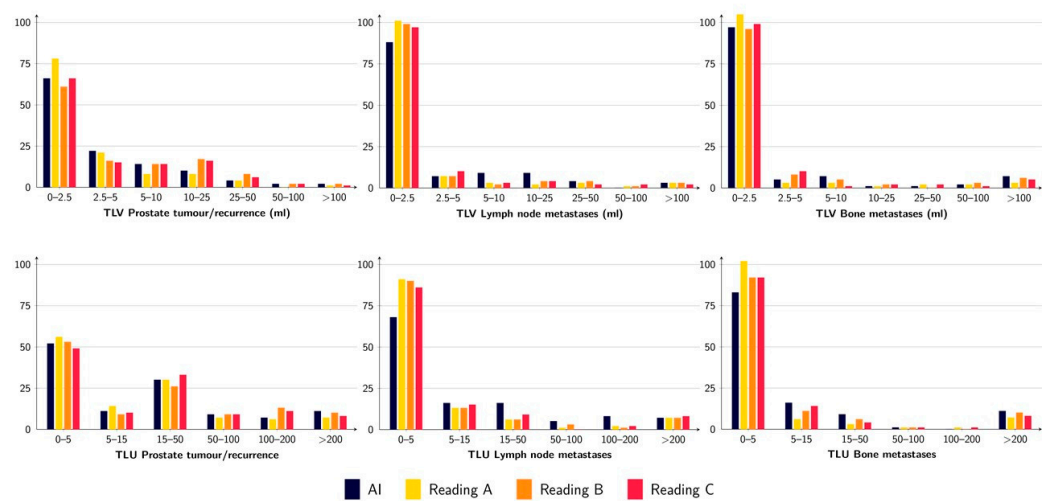 100
75
50
25
0
0–2.5 2.5–5 5–10 10–25 25–50 50–100 >100
TLV Prostate tumour/recurrence (ml)
100
75
50
25
0
0–2.5 2.5–5 5–10 10–25 25–50 50–100 >100
TLV Lymph node metastases (ml)
100
75
50
25
0
0–2.5 2.5–5 5–10 10–25 25–50 50–100 >100
TLV Bone metastases (ml)
100
75
50
25
0
0–5 5–15 15–50 50–100 100–200 >200
TLU Prostate tumour/recurrence
100
75
50
25
0
0–5 5–15 15–50 50–100 100–200 >200
TLU Lymph node metastases
100
75
50
25
0
0–5 5–15 15–50 50–100 100–200 >200
TLU Bone metastases
AI Reading A Reading B Reading C